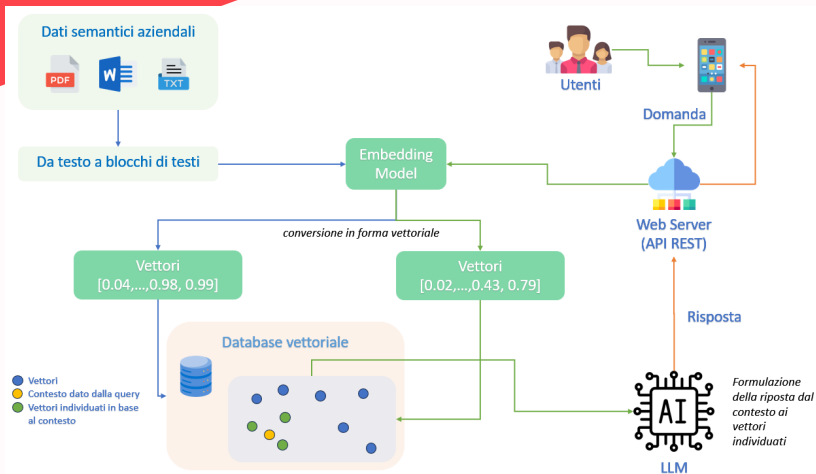 Dati semantici aziendali
PDF
W
TXT
Utenti
Domanda
Da testo a blocchi di testi
Embedding
Model
Web Server
(API REST)
conversione in forma vettoriale
Vettori
[0.04,...,0.98, 0.99]
Vettori
[0.02,...,0.43, 0.79]
Risposta
Database vettoriale
Vettori
Contesto dato dalla query
Vettori individuati in base
al contesto
AI
Formulazione
della riposta dal
contesto ai
vettori
individuati
LLM